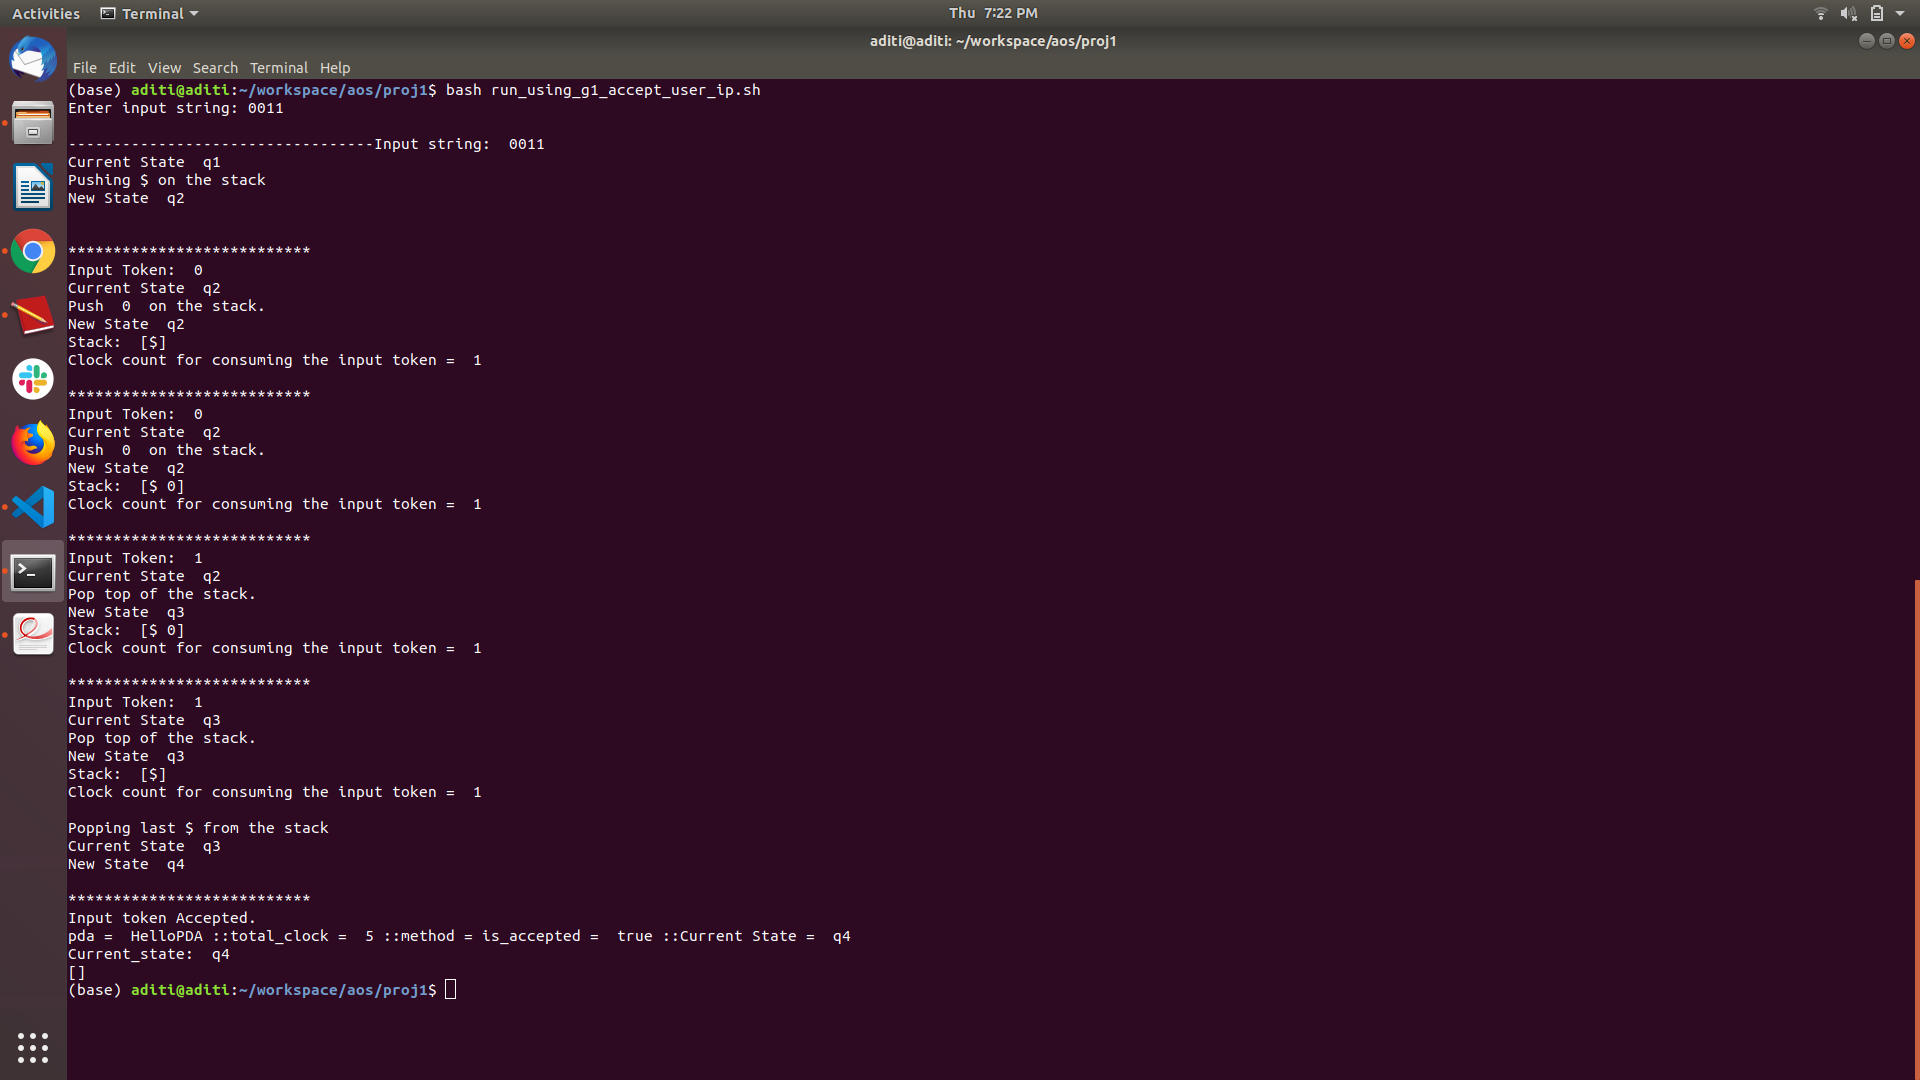 Activities Terminal Thu 7:22 PM
aditi@aditi: ~/workspace/aos/proj1
File Edit View Search Terminal Help
(base) aditi@aditi:~/workspace/aos/proj1$ bash run_using_g1_accept_user_ip.sh
Enter input string: 0011
----------------------------------Input string:  0011
Current State  q1
Pushing $ on the stack
New State  q2
***************************
Input Token:  0
Current State  q2
Push  0  on the stack.
New State  q2
Stack:  [$]
Clock count for consuming the input token =  1
***************************
Input Token:  0
Current State  q2
Push  0  on the stack.
New State  q2
Stack:  [$ 0]
Clock count for consuming the input token =  1
***************************
Input Token:  1
Current State  q2
Pop top of the stack.
New State  q3
Stack:  [$ 0]
Clock count for consuming the input token =  1
***************************
Input Token:  1
Current State  q3
Pop top of the stack.
New State  q3
Stack:  [$]
Clock count for consuming the input token =  1
Popping last $ from the stack
Current State  q3
New State  q4
***************************
Input token Accepted.
pda =  HelloPDA ::total_clock =  5 ::method = is_accepted =  true ::Current State =  q4
Current_state:  q4
[]
(base) aditi@aditi:~/workspace/aos/proj1$